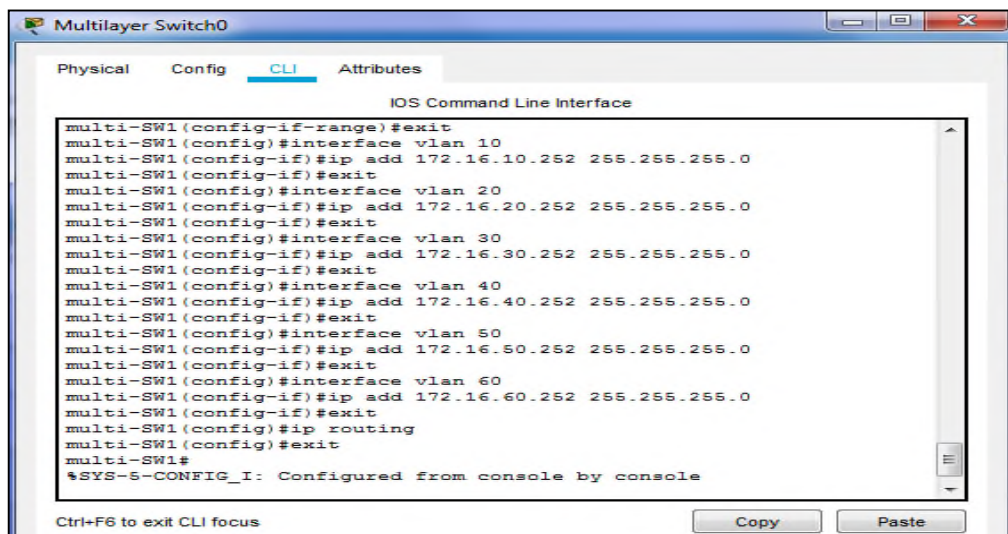 Multilayer Switch0
Physical Config CLI Attributes
IOS Command Line Interface
multi-SW1(config-if-range)#exit
multi-SW1(config)#interface vlan 10
multi-SW1(config-if)#ip add 172.16.10.252 255.255.255.0
multi-SW1(config-if)#exit
multi-SW1(config)#interface vlan 20
multi-SW1(config-if)#ip add 172.16.20.252 255.255.255.0
multi-SW1(config-if)#exit
multi-SW1(config)#interface vlan 30
multi-SW1(config-if)#ip add 172.16.30.252 255.255.255.0
multi-SW1(config-if)#exit
multi-SW1(config)#interface vlan 40
multi-SW1(config-if)#ip add 172.16.40.252 255.255.255.0
multi-SW1(config-if)#exit
multi-SW1(config)#interface vlan 50
multi-SW1(config-if)#ip add 172.16.50.252 255.255.255.0
multi-SW1(config-if)#exit
multi-SW1(config)#interface vlan 60
multi-SW1(config-if)#ip add 172.16.60.252 255.255.255.0
multi-SW1(config-if)#exit
multi-SW1(config)#ip routing
multi-SW1(config)#exit
multi-SW1#
%SYS-5-CONFIG_I: Configured from console by console
Ctrl+F6 to exit CLI focus Copy Paste